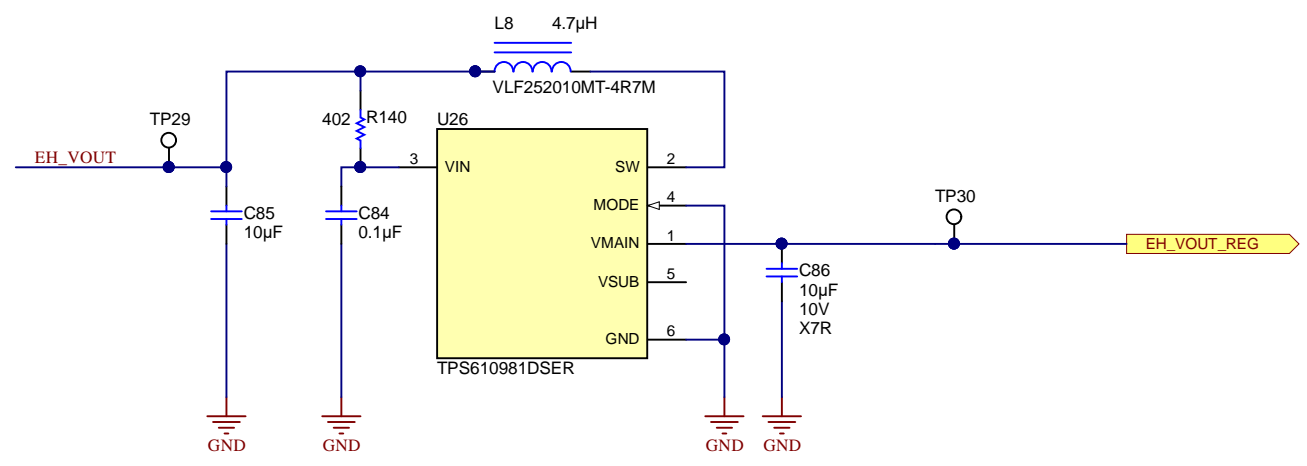 L8 4.7µH
VLF252010MT-4R7M
TP29
402 R140
U26
EH_VOUT
3 VIN
SW 2
MODE 4
TP30
C85
10µF
C84
0.1µF
VMAIN 1
EH_VOUT_REG
VSUB 5
C86
10µF
10V
X7R
GND 6
TPS610981DSER
GND GND GND GND